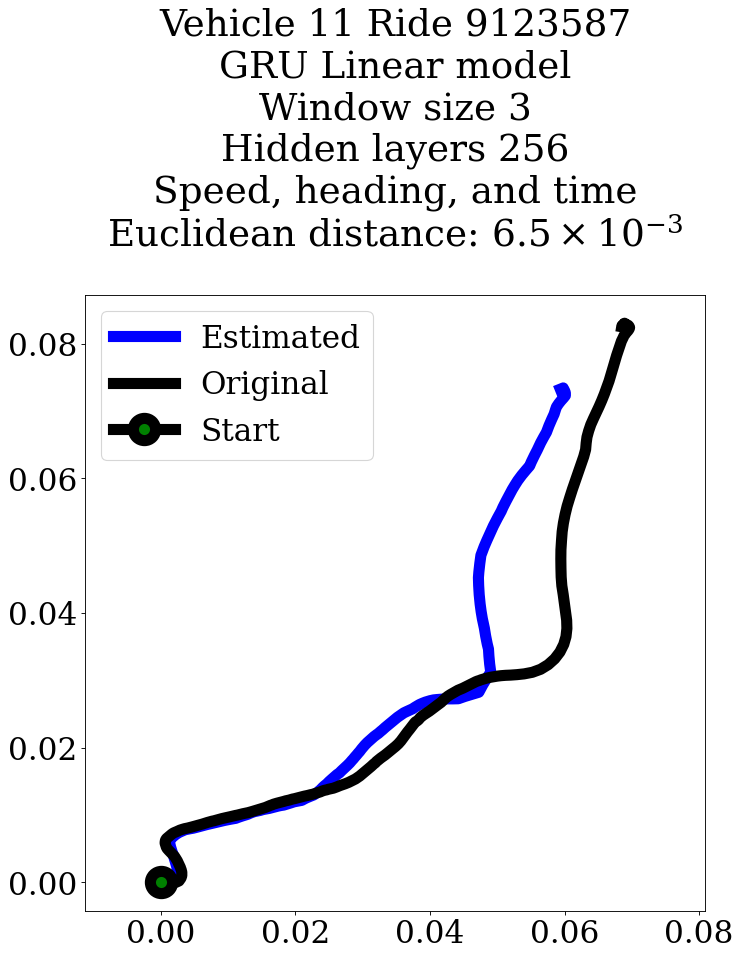 Vehicle 11 Ride 9123587
GRU Linear model
Window size 3
Hidden layers 256
Speed, heading, and time
Euclidean distance: 6.5 × 10⁻³
Estimated
Original
Start
0.08
0.06
0.04
0.02
0.00
0.00 0.02 0.04 0.06 0.08